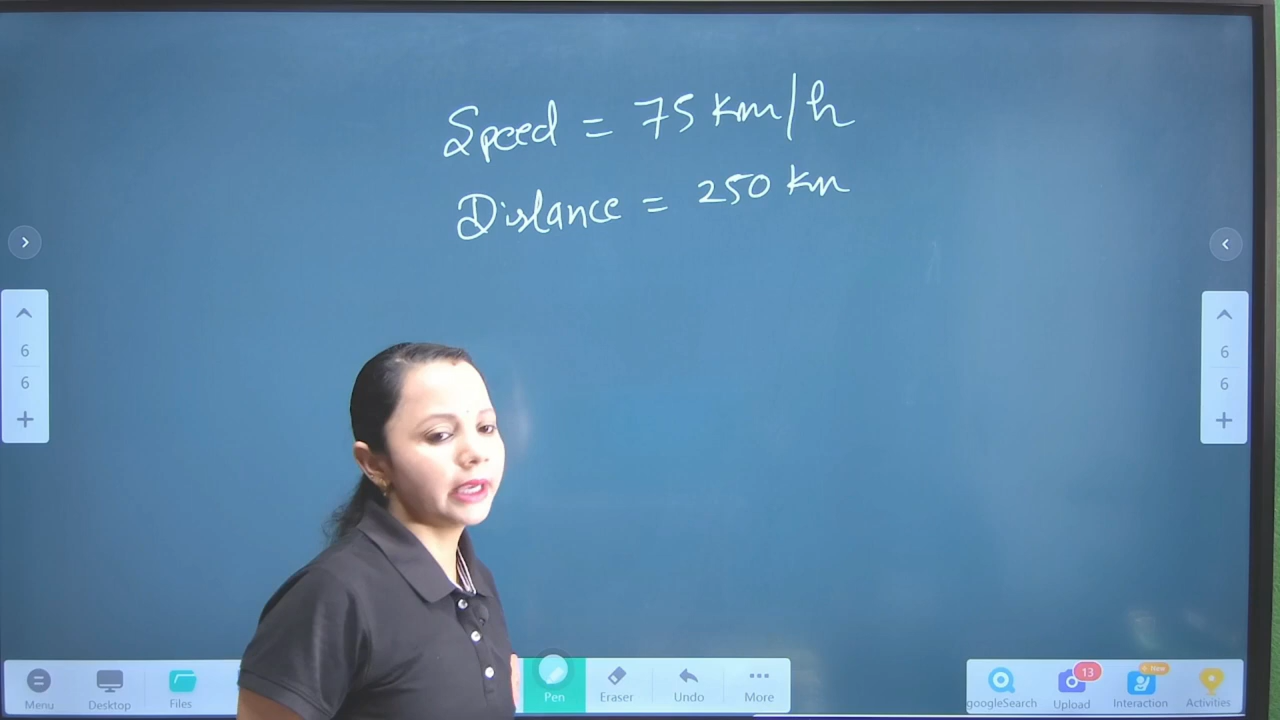 Speed = 75 km/h
Distance = 250 km
6
6
6
6
Menu
Desktop
Files
Pen
Eraser
Undo
More
googleSearch
13
Upload
New
Interaction
Activities